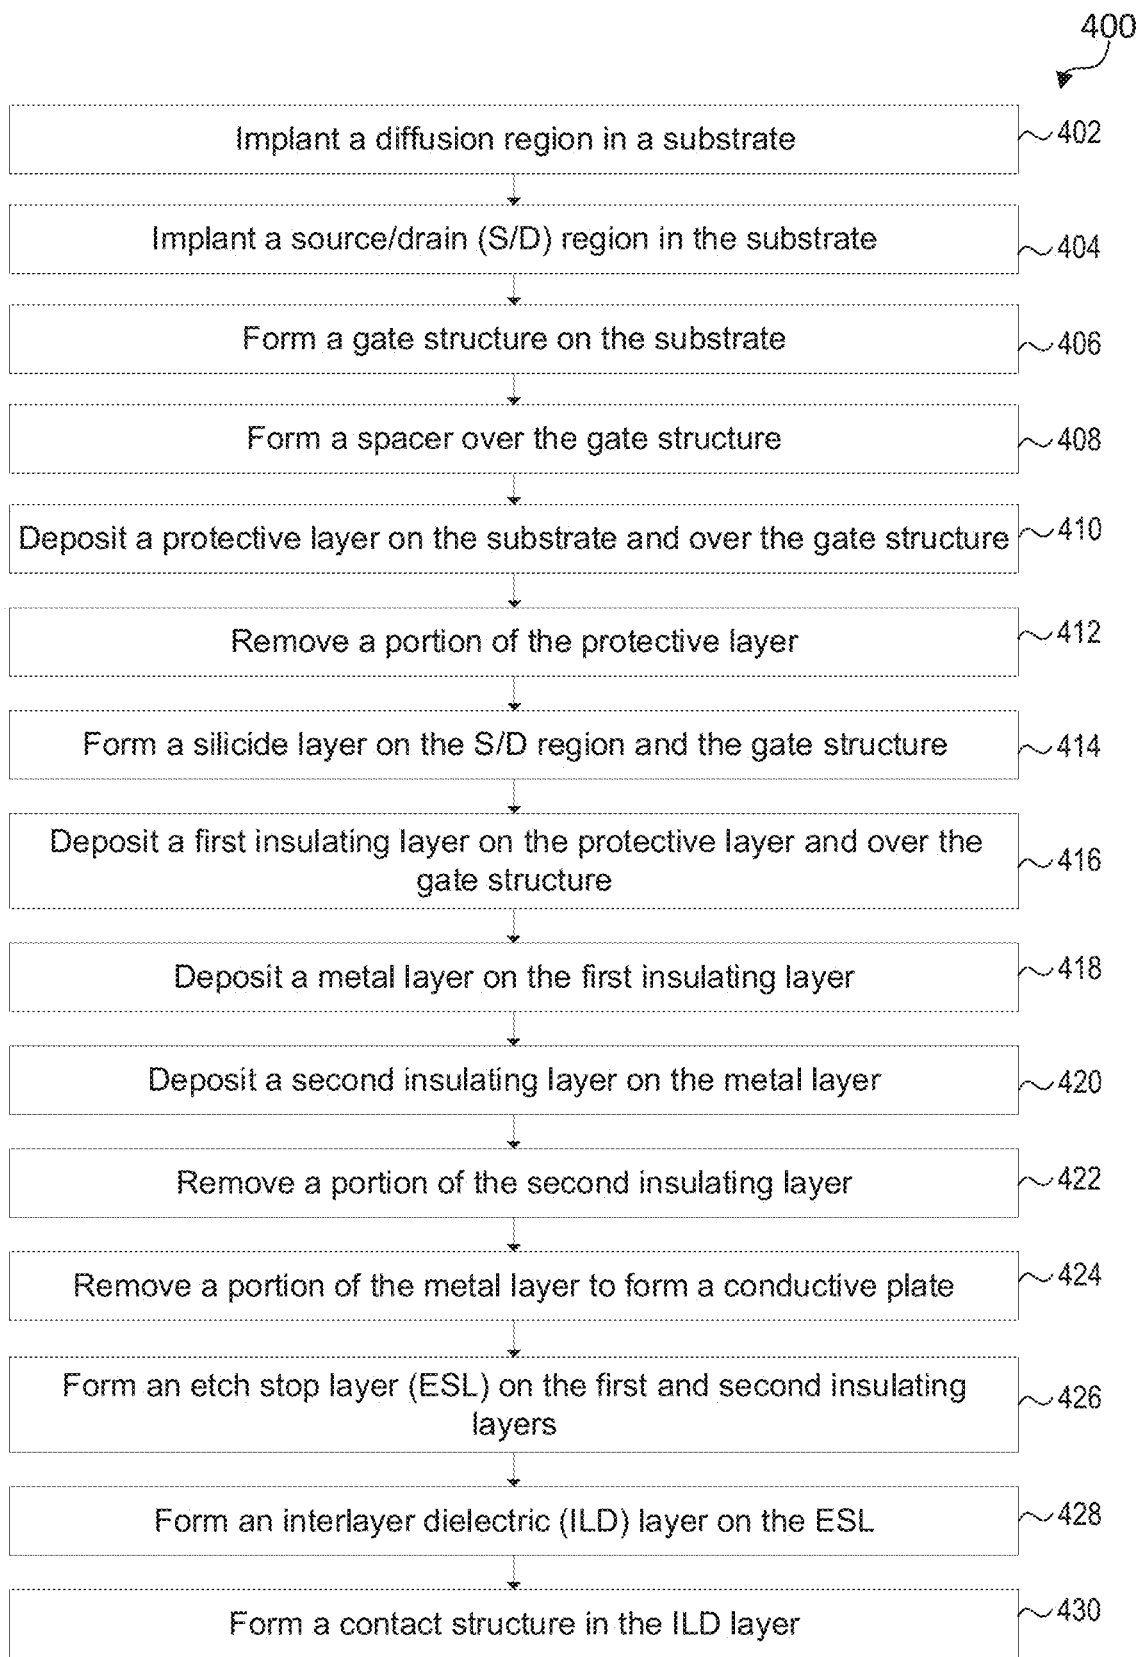 400
Implant a diffusion region in a substrate
402
Implant a source/drain (S/D) region in the substrate
404
Form a gate structure on the substrate
406
Form a spacer over the gate structure
408
Deposit a protective layer on the substrate and over the gate structure
410
Remove a portion of the protective layer
412
Form a silicide layer on the S/D region and the gate structure
414
Deposit a first insulating layer on the protective layer and over the
gate structure
416
Deposit a metal layer on the first insulating layer
418
Deposit a second insulating layer on the metal layer
420
Remove a portion of the second insulating layer
422
Remove a portion of the metal layer to form a conductive plate
424
Form an etch stop layer (ESL) on the first and second insulating
layers
426
Form an interlayer dielectric (ILD) layer on the ESL
428
Form a contact structure in the ILD layer
430